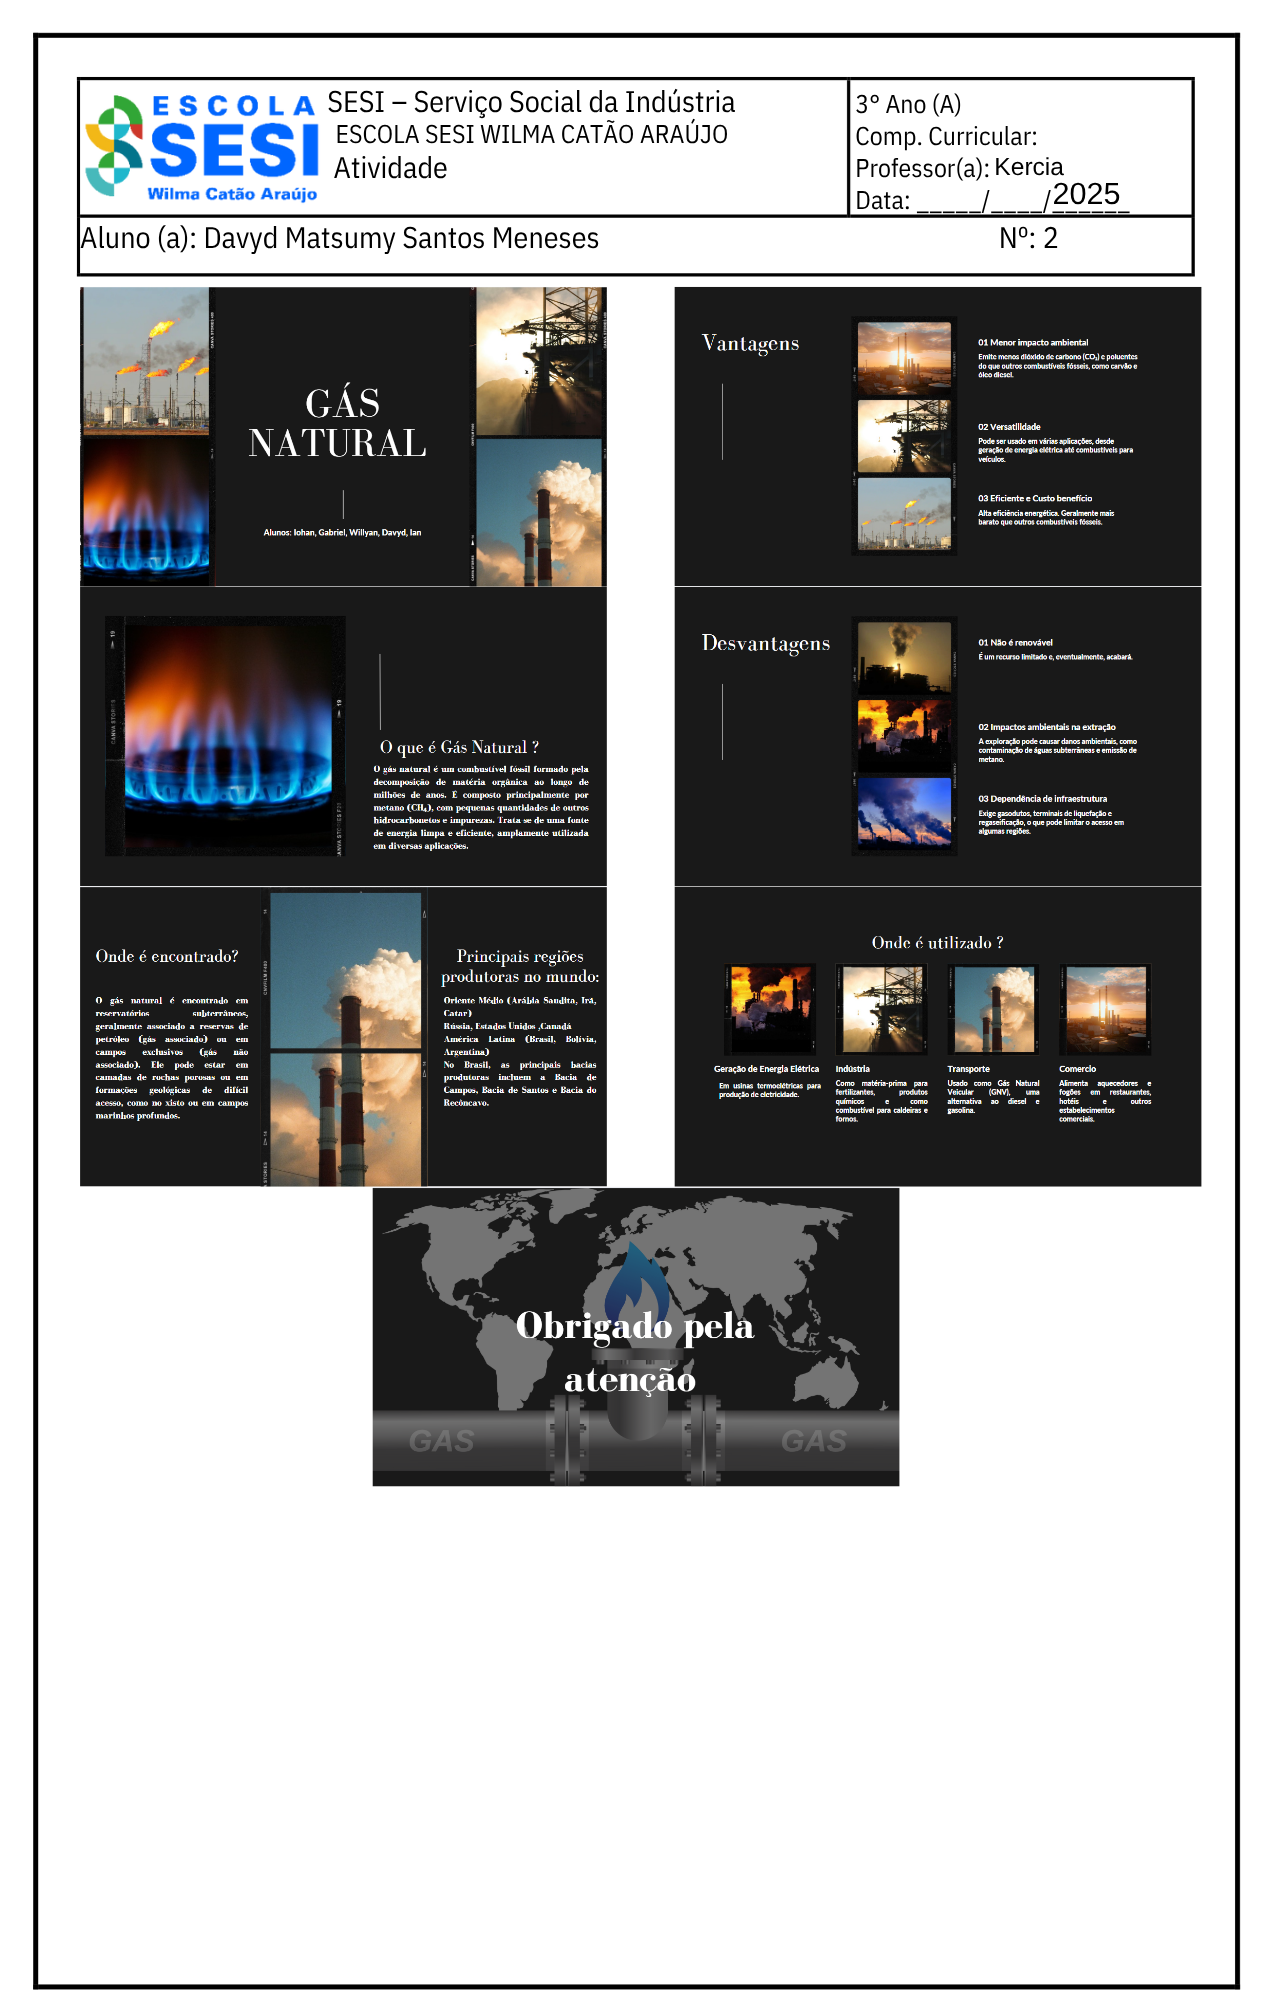 ESCOLA
SESI
Wilma Catão Araújo
SESI – Serviço Social da Indústria
ESCOLA SESI WILMA CATÃO ARAÚJO
Atividade
3° Ano (A)
Comp. Curricular:
Professor(a): Kercia
Data: _____/____/2025
Aluno (a): Davyd Matsumy Santos Meneses
Nº: 2
GÁS
NATURAL
Alunos: Iohan, Gabriel, Willyan, Davyd, Ian
O que é Gás Natural ?
O gás natural é um combustível fóssil formado pela
decomposição de matéria orgânica ao longo de
milhões de anos. É composto principalmente por
metano (CH₄), com pequenas quantidades de outros
hidrocarbonetos e impurezas. Trata se de uma fonte
de energia limpa e eficiente, amplamente utilizada
em diversas aplicações.
Onde é encontrado?
O gás natural é encontrado em
reservatórios subterrâneos,
geralmente associado a reservas de
petróleo (gás associado) ou em
campos exclusivos (gás não
associado). Ele pode estar em
camadas de rochas porosas ou em
formações geológicas de difícil
acesso, como no xisto ou em campos
marinhos profundos.
Principais regiões
produtoras no mundo:
Oriente Médio (Arábia Saudita, Irã,
Catar)
Rússia, Estados Unidos ,Canadá
América Latina (Brasil, Bolívia,
Argentina)
No Brasil, as principais bacias
produtoras incluem a Bacia de
Campos, Bacia de Santos e Bacia do
Recôncavo.
Vantagens
01 Menor impacto ambiental
Emite menos dióxido de carbono (CO₂) e poluentes
do que outros combustíveis fósseis, como carvão e
óleo diesel.
02 Versatilidade
Pode ser usado em várias aplicações, desde
geração de energia elétrica até combustíveis para
veículos.
03 Eficiente e Custo benefício
Alta eficiência energética. Geralmente mais
barato que outros combustíveis fósseis.
Desvantagens
01 Não é renovável
É um recurso limitado e, eventualmente, acabará.
02 Impactos ambientais na extração
A exploração pode causar danos ambientais, como
contaminação de águas subterrâneas e emissão de
metano.
03 Dependência de infraestrutura
Exige gasodutos, terminais de liquefação e
regaseificação, o que pode limitar o acesso em
algumas regiões.
Onde é utilizado ?
Geração de Energia Elétrica
Em usinas termoelétricas para
produção de eletricidade.
Indústria
Como matéria-prima para
fertilizantes, produtos
químicos e como
combustível para caldeiras e
fornos.
Transporte
Usado como Gás Natural
Veicular (GNV), uma
alternativa ao diesel e
gasolina.
Comercio
Alimenta aquecedores e
fogões em restaurantes,
hotéis e outros
estabelecimentos
comerciais.
Obrigado pela
atenção
GAS
GAS